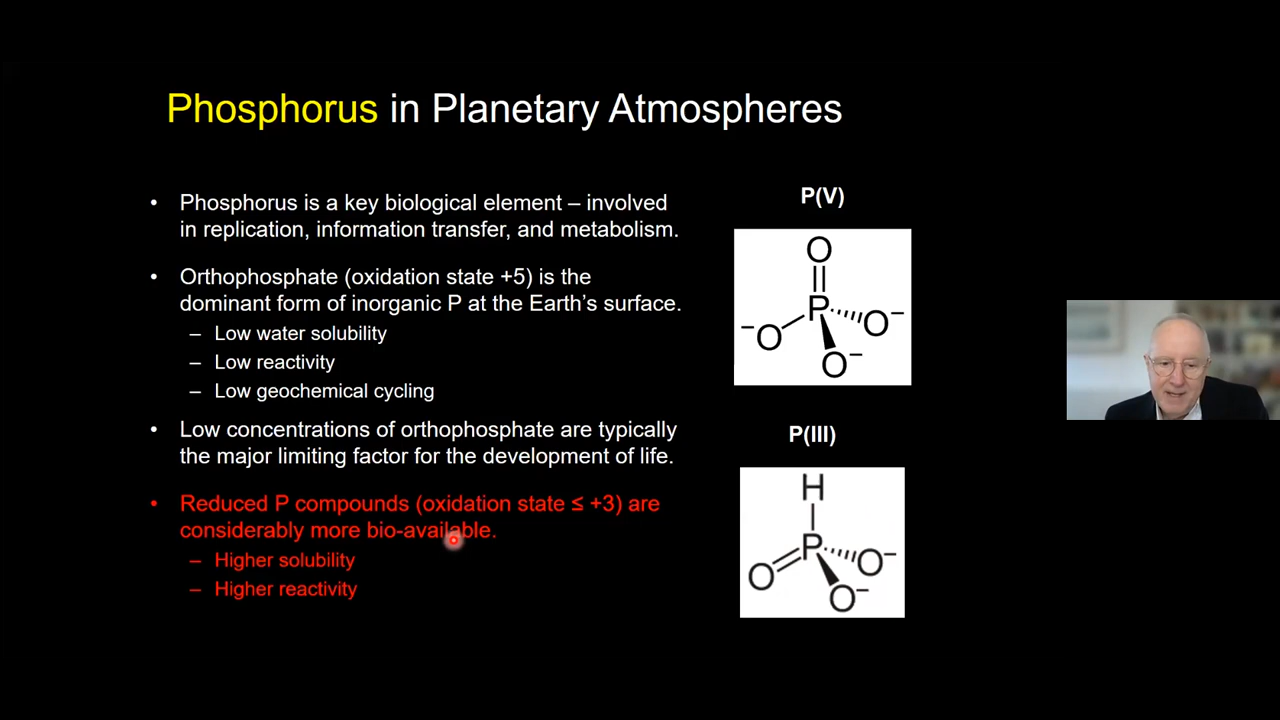 Phosphorus in Planetary Atmospheres
• Phosphorus is a key biological element – involved
in replication, information transfer, and metabolism.
• Orthophosphate (oxidation state +5) is the
dominant form of inorganic P at the Earth's surface.
– Low water solubility
– Low reactivity
– Low geochemical cycling
• Low concentrations of orthophosphate are typically
the major limiting factor for the development of life.
• Reduced P compounds (oxidation state ≤ +3) are
considerably more bio-available.
– Higher solubility
– Higher reactivity
P(V)
O
P
⁻O
O⁻
O⁻
P(III)
H
P
O
O⁻
O⁻